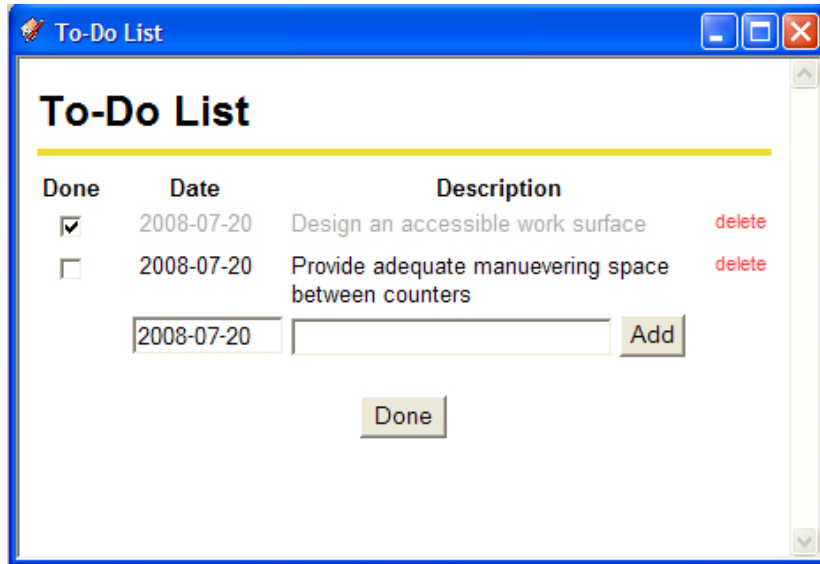 To-Do List
To-Do List
Done Date Description
2008-07-20 Design an accessible work surface delete
2008-07-20 Provide adequate manuevering space delete
between counters
2008-07-20 Add
Done